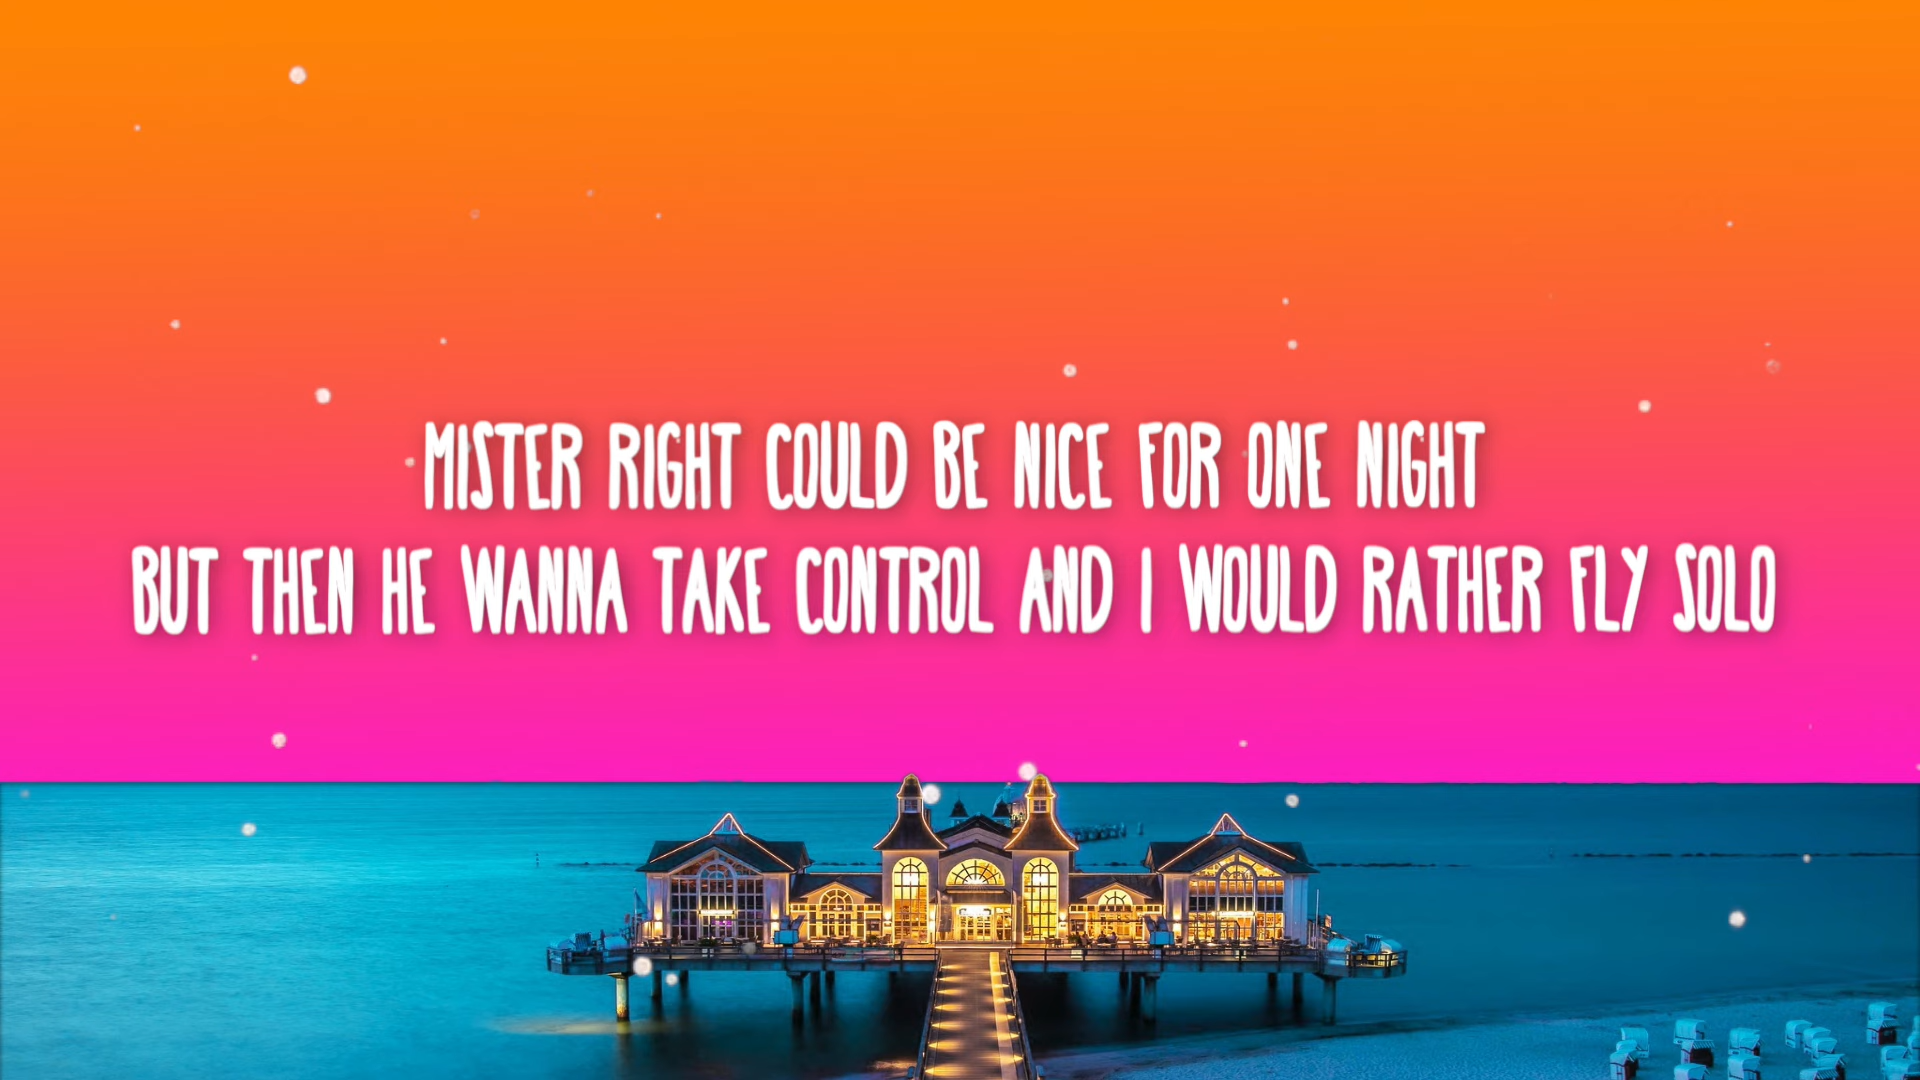 MISTER RIGHT COULD BE NICE FOR ONE NIGHT
BUT THEN HE WANNA TAKE CONTROL AND I WOULD RATHER FLY SOLO